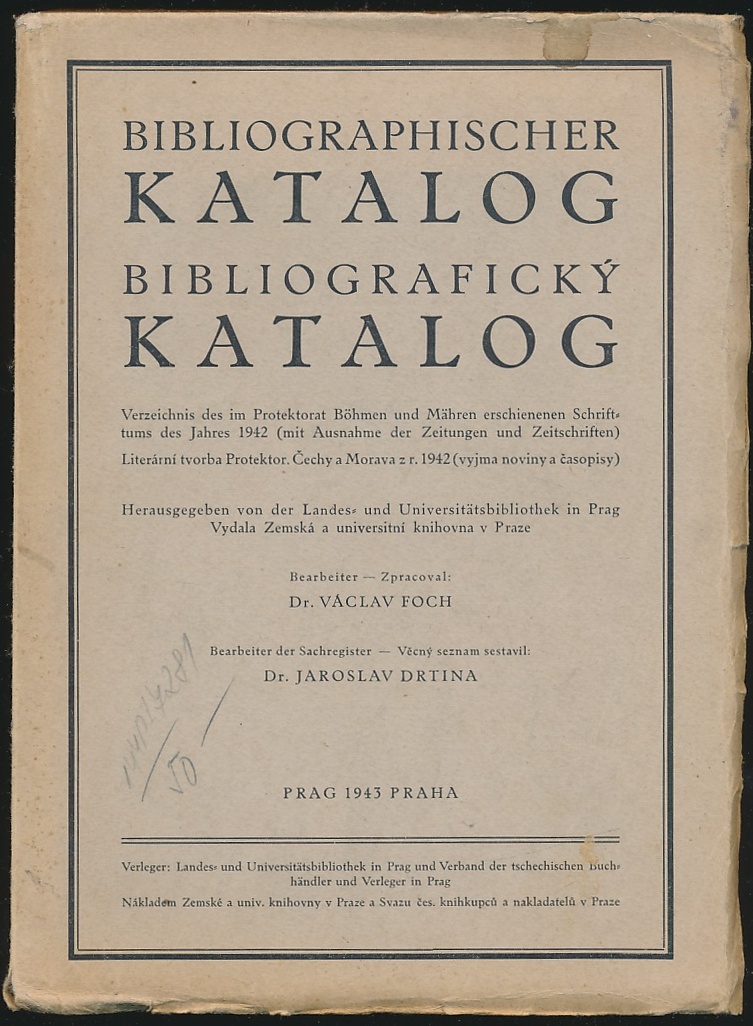 BIBLIOGRAPHISCHER
KATALOG
BIBLIOGRAFICKÝ
KATALOG
Verzeichnis des im Protektorat Böhmen und Mähren erschienenen Schrift-
tums des Jahres 1942 (mit Ausnahme der Zeitungen und Zeitschriften)
Literární tvorba Protektor. Čechy a Morava z r. 1942 (vyjma noviny a časopisy)
Herausgegeben von der Landes- und Universitätsbibliothek in Prag
Vydala Zemská a universitní knihovna v Praze
Bearbeiter — Zpracoval:
Dr. VÁCLAV FOCH
Bearbeiter der Sachregister — Věcný seznam sestavil:
Dr. JAROSLAV DRTINA
50
PRAG 1943 PRAHA
Verleger: Landes- und Universitätsbibliothek in Prag und Verband der tschechischen Buch-
händler und Verleger in Prag
Nákladem Zemské a univ. knihovny v Praze a Svazu čes. knihkupců a nakladatelů v Praze